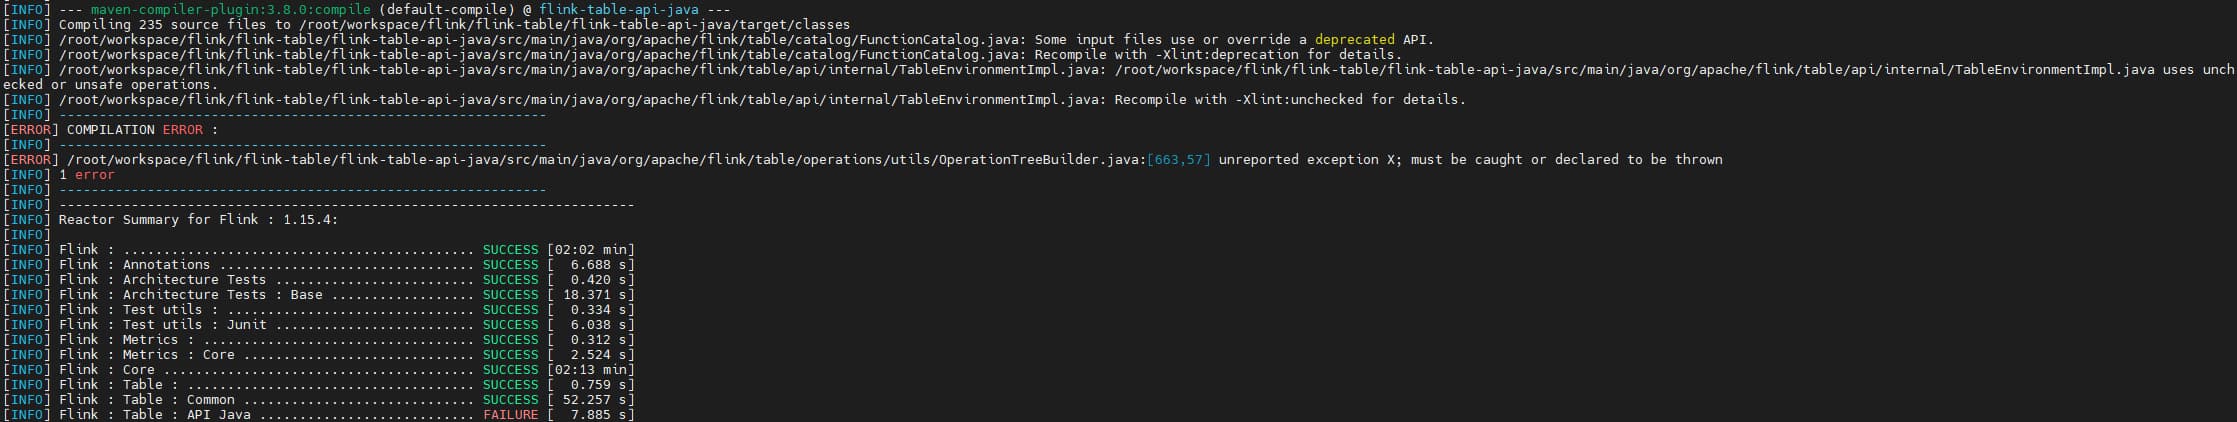 [INFO] --- maven-compiler-plugin:3.8.0:compile (default-compile) @ flink-table-api-java ---
[INFO] Compiling 235 source files to /root/workspace/flink/flink-table/flink-table-api-java/target/classes
[INFO] /root/workspace/flink/flink-table/flink-table-api-java/src/main/java/org/apache/flink/table/catalog/FunctionCatalog.java: Some input files use or override a deprecated API.
[INFO] /root/workspace/flink/flink-table/flink-table-api-java/src/main/java/org/apache/flink/table/catalog/FunctionCatalog.java: Recompile with -Xlint:deprecation for details.
[INFO] /root/workspace/flink/flink-table/flink-table-api-java/src/main/java/org/apache/flink/table/api/internal/TableEnvironmentImpl.java: /root/workspace/flink/flink-table/flink-table-api-java/src/main/java/org/apache/flink/table/api/internal/TableEnvironmentImpl.java uses unch
ecked or unsafe operations.
[INFO] /root/workspace/flink/flink-table/flink-table-api-java/src/main/java/org/apache/flink/table/api/internal/TableEnvironmentImpl.java: Recompile with -Xlint:unchecked for details.
[INFO] -------------------------------------------------------------
[ERROR] COMPILATION ERROR :
[INFO] -------------------------------------------------------------
[ERROR] /root/workspace/flink/flink-table/flink-table-api-java/src/main/java/org/apache/flink/table/operations/utils/OperationTreeBuilder.java:[663,57] unreported exception X; must be caught or declared to be thrown
[INFO] 1 error
[INFO] -------------------------------------------------------------
[INFO] ------------------------------------------------------------------------
[INFO] Reactor Summary for Flink : 1.15.4:
[INFO]
[INFO] Flink : ............................................ SUCCESS [02:02 min]
[INFO] Flink : Annotations ................................ SUCCESS [  6.688 s]
[INFO] Flink : Architecture Tests ......................... SUCCESS [  0.420 s]
[INFO] Flink : Architecture Tests : Base .................. SUCCESS [ 18.371 s]
[INFO] Flink : Test utils : ............................... SUCCESS [  0.334 s]
[INFO] Flink : Test utils : Junit ......................... SUCCESS [  6.038 s]
[INFO] Flink : Metrics : .................................. SUCCESS [  0.312 s]
[INFO] Flink : Metrics : Core ............................. SUCCESS [  2.524 s]
[INFO] Flink : Core ....................................... SUCCESS [02:13 min]
[INFO] Flink : Table : .................................... SUCCESS [  0.759 s]
[INFO] Flink : Table : Common ............................. SUCCESS [ 52.257 s]
[INFO] Flink : Table : API Java ........................... FAILURE [  7.885 s]